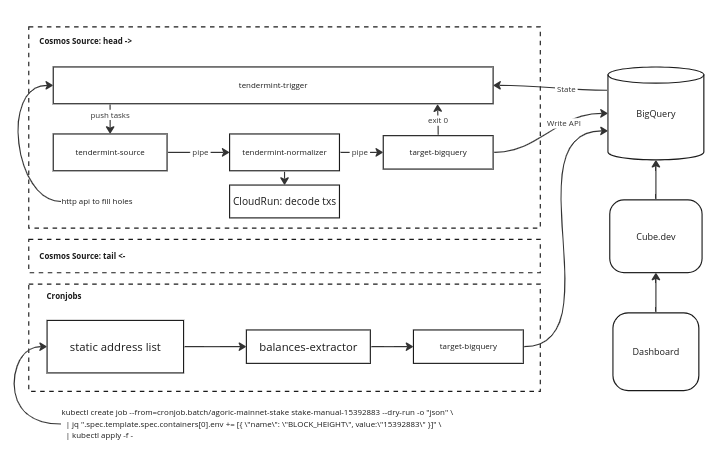 Cosmos Source: head ->
tendermint-trigger
State
BigQuery
push tasks
exit 0
Write API
tendermint-source
pipe
tendermint-normalizer
pipe
target-bigquery
http api to fill holes
CloudRun: decode txs
Cube.dev
Cosmos Source: tail <-
Cronjobs
static address list
balances-extractor
target-bigquery
Dashboard
kubectl create job --from=cronjob.batch/agoric-mainnet-stake stake-manual-15392883 --dry-run -o "json" \
| jq ".spec.template.spec.containers[0].env += [{ \"name\": \"BLOCK_HEIGHT\", value:\"15392883\" }]" \
| kubectl apply -f -